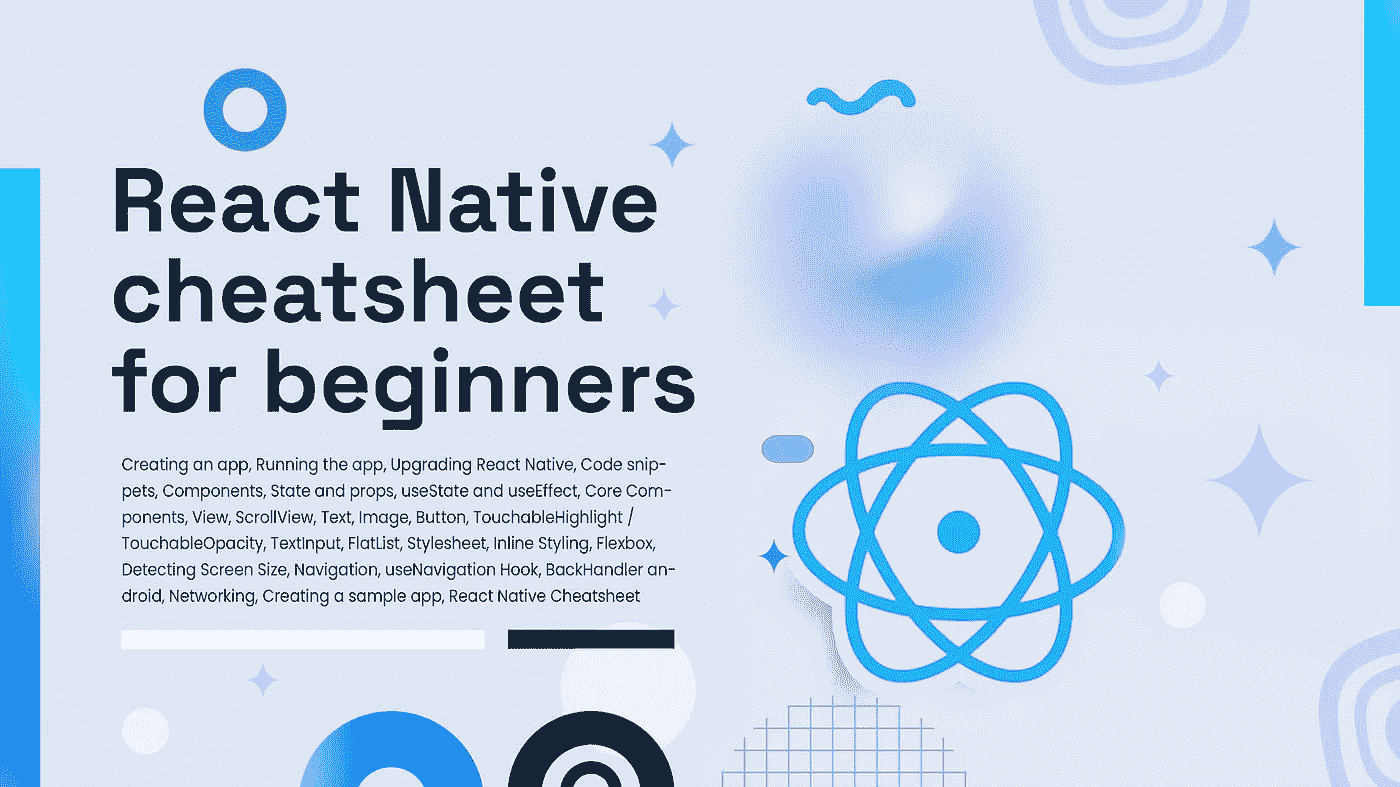 React Native
cheatsheet
for beginners
Creating an app, Running the app, Upgrading React Native, Code snip-
pets, Components, State and props, useState and useEffect, Core Com-
ponents, View, ScrollView, Text, Image, Button, TouchableHighlight /
TouchableOpacity, TextInput, FlatList, Stylesheet, Inline Styling, Flexbox,
Detecting Screen Size, Navigation, useNavigation Hook, BackHandler an-
droid, Networking, Creating a sample app, React Native Cheatsheet